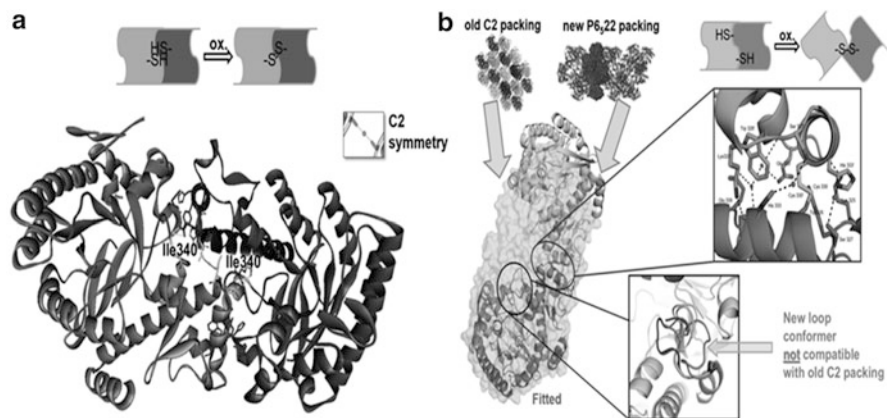 a
HS-
-SH
ox.
S-
-S
C2
symmetry
Ile340
Ile340
b
old C2 packing
new P6522 packing
HS-
-SH
ox.
-S-S-
New loop
conformer
not compatible
with old C2 packing
Fitted